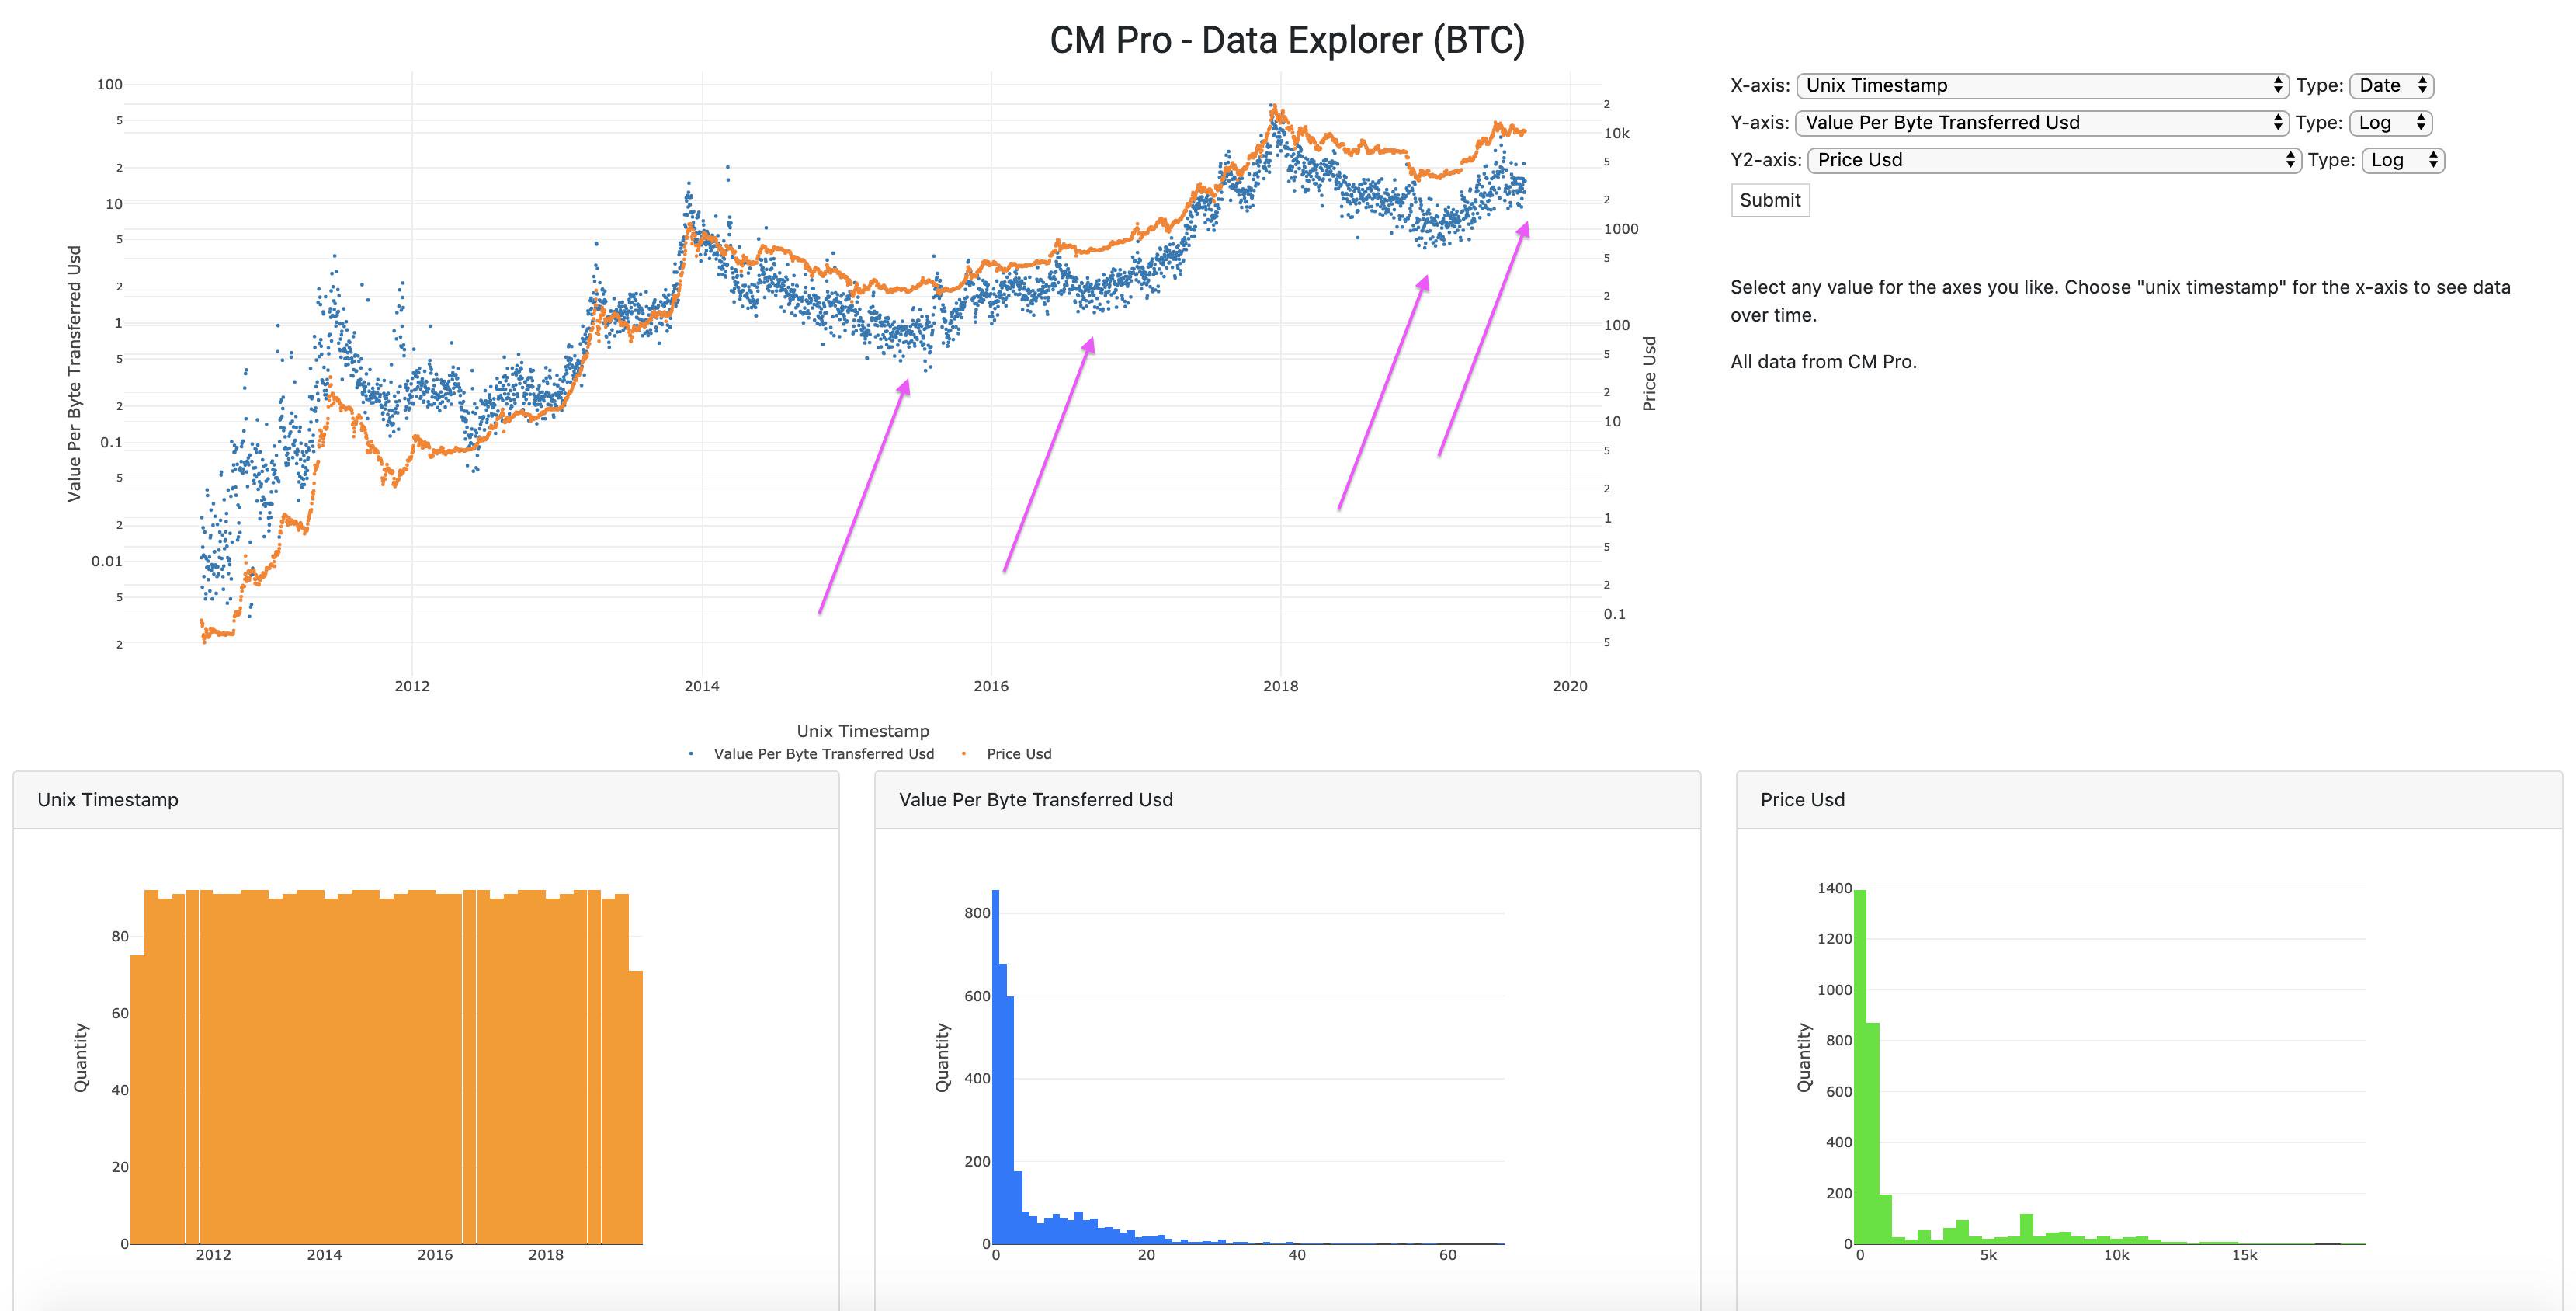 CM Pro - Data Explorer (BTC)
X-axis: Unix Timestamp Type: Date
Y-axis: Value Per Byte Transferred Usd Type: Log
Y2-axis: Price Usd Type: Log
Submit
Select any value for the axes you like. Choose "unix timestamp" for the x-axis to see data
over time.
All data from CM Pro.
Value Per Byte Transferred Usd
100
5
2
10
5
2
1
5
2
0.1
5
2
0.01
5
2
2
10k
5
2
1000
5
2
100
5
2
10
5
2
1
5
2
0.1
5
Price Usd
2012 2014 2016 2018 2020
Unix Timestamp
Value Per Byte Transferred Usd Price Usd
Unix Timestamp
Quantity
80
60
40
20
0
2012 2014 2016 2018
Value Per Byte Transferred Usd
Quantity
800
600
400
200
0
0 20 40 60
Price Usd
Quantity
1400
1200
1000
800
600
400
200
0
0 5k 10k 15k